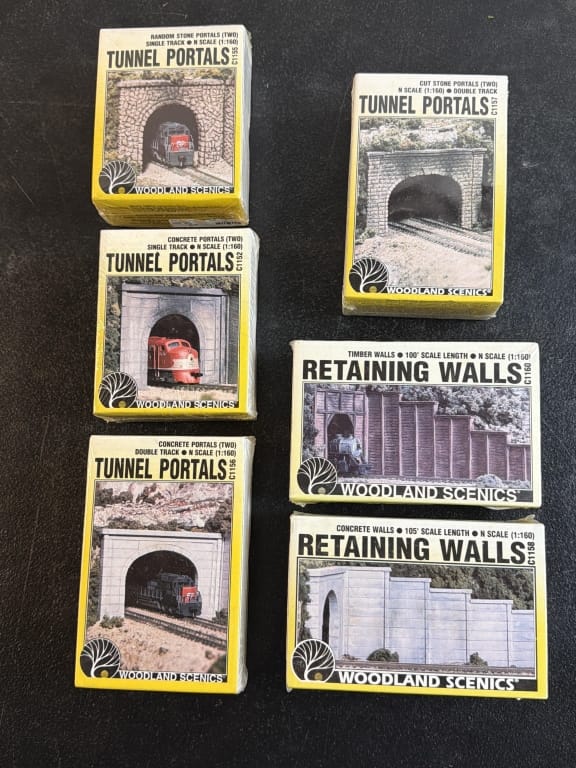 RANDOM STONE PORTALS (TWO)
SINGLE TRACK ● N SCALE (1:160)
TUNNEL PORTALS
C1155
WOODLAND SCENICS
CONCRETE PORTALS (TWO)
SINGLE TRACK ● N SCALE (1:160)
TUNNEL PORTALS
C1152
WOODLAND SCENICS®
CONCRETE PORTALS (TWO)
DOUBLE TRACK ● N SCALE (1:160)
TUNNEL PORTALS
C1156
WOODLAND SCENICS®
CUT STONE PORTALS (TWO)
N SCALE (1:160) ● DOUBLE TRACK
TUNNEL PORTALS
C1157
WOODLAND SCENICS®
TIMBER WALLS ● 100' SCALE LENGTH ● N SCALE (1:160)
RETAINING WALLS
C1160
WOODLAND SCENICS®
CONCRETE WALLS ● 105' SCALE LENGTH ● N SCALE (1:160)
RETAINING WALLS
C1158
WOODLAND SCENICS®